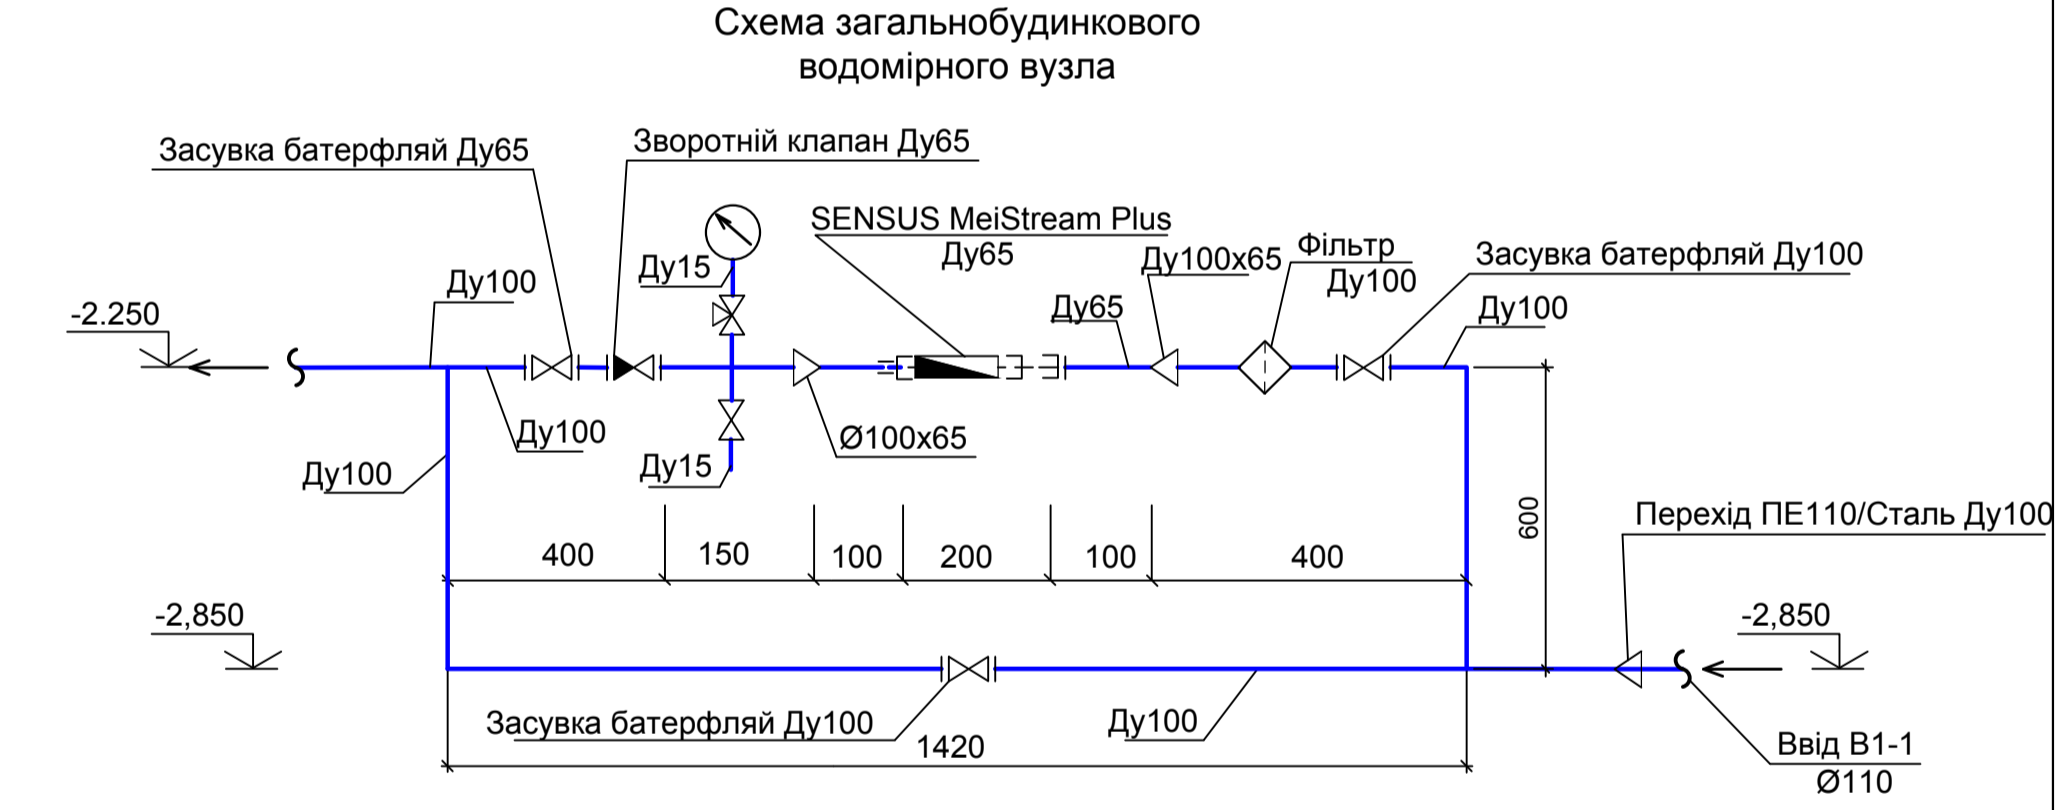 Схема загальнобудинкового
водомірного вузла
Засувка батерфляй Ду65
Зворотній клапан Ду65
SENSUS MeiStream Plus
Ду65
Ду100х65
Фільтр
Ду100
Засувка батерфляй Ду100
Ду15
Ду100
-2.250
Ду65
Ду100
Ду100
Ø100х65
Ду100
Ду15
600
Перехід ПЕ110/Сталь Ду100
400
150
100
200
100
400
-2,850
-2,850
Засувка батерфляй Ду100
Ду100
1420
Ввід В1-1
Ø110